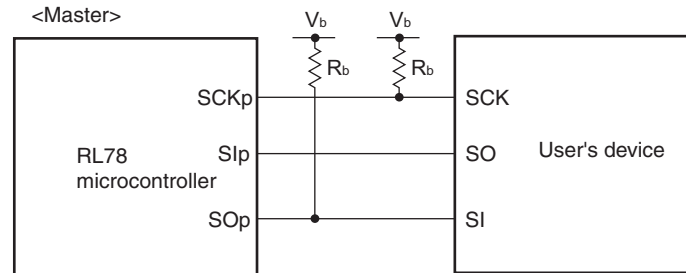 <Master>
Vb Vb
Rb Rb
SCKp SCK
SIp SO
RL78
microcontroller
User's device
SOp SI